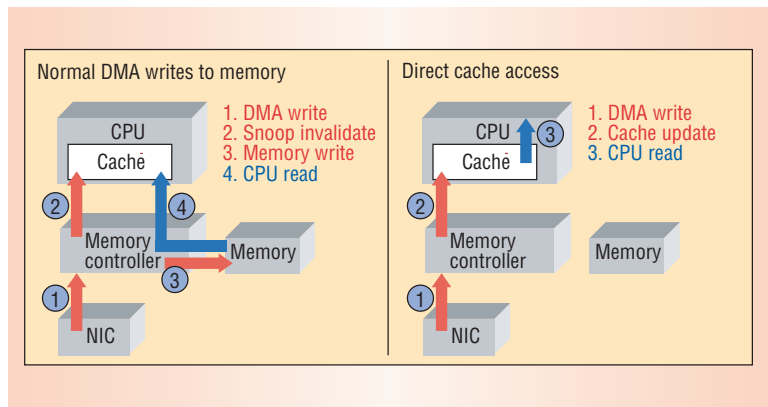 Normal DMA writes to memory
1. DMA write
2. Snoop invalidate
3. Memory write
4. CPU read
CPU
Cache
2
4
Memory
controller
Memory
3
1
NIC
Direct cache access
1. DMA write
2. Cache update
3. CPU read
CPU
3
Cache
2
Memory
controller
Memory
1
NIC